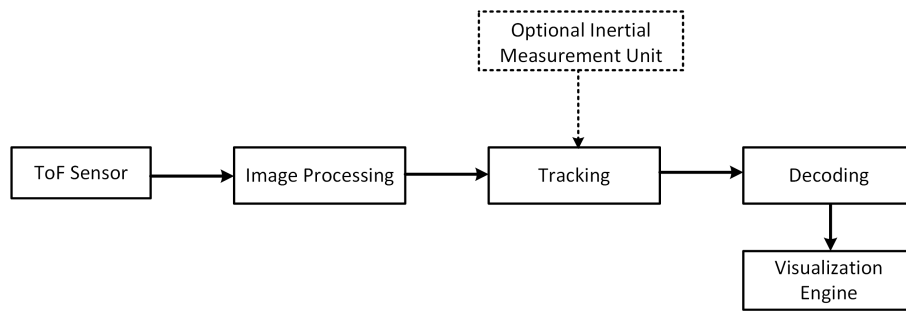 Optional Inertial
Measurement Unit
ToF Sensor
Image Processing
Tracking
Decoding
Visualization
Engine